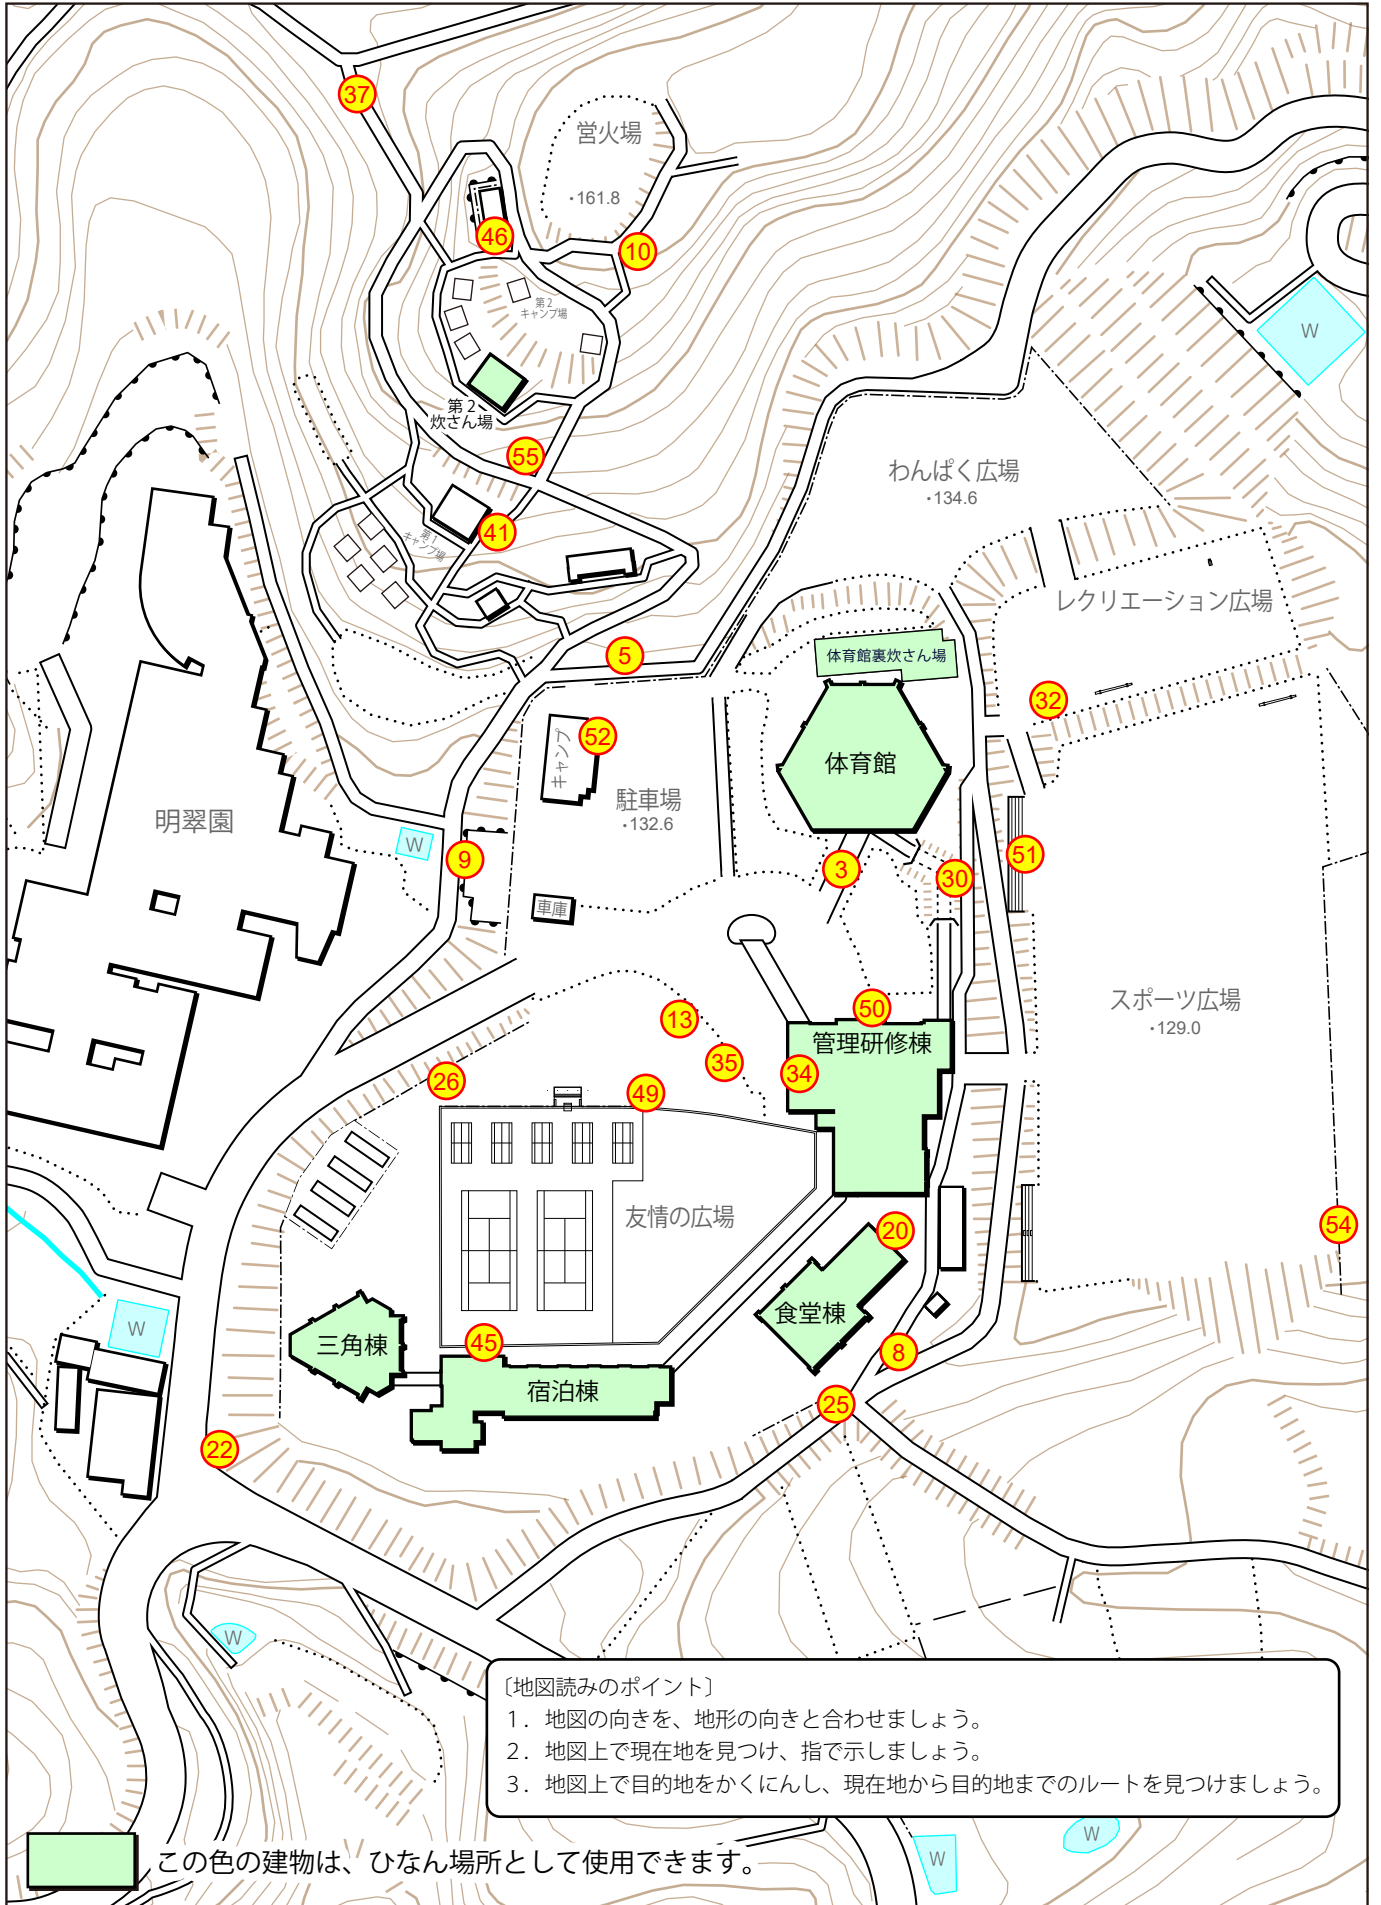 37
営火場
・161.8
46
10
第2
キャンプ場
W
第2
炊さん場
55
わんぱく広場
・134.6
41
第1
キャンプ場
レクリエーション広場
5
体育館裏炊さん場
32
52
キャンプ
体育館
駐車場
・132.6
明翠園
W
9
3
30
51
車庫
50
スポーツ広場
・129.0
13
管理研修棟
35
34
26
49
友情の広場
20
54
W
三角棟
45
食堂棟
8
宿泊棟
25
22
W
〔地図読みのポイント〕
1．地図の向きを、地形の向きと合わせましょう。
2．地図上で現在地を見つけ、指で示しましょう。
3．地図上で目的地をかくにんし、現在地から目的地までのルートを見つけましょう。
W
W
この色の建物は、ひなん場所として使用できます。